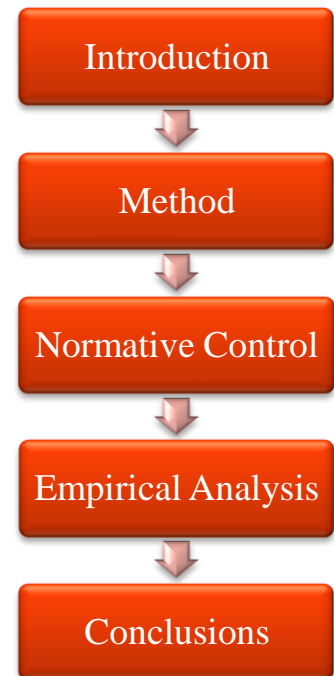 Introduction
Method
Normative Control
Empirical Analysis
Conclusions